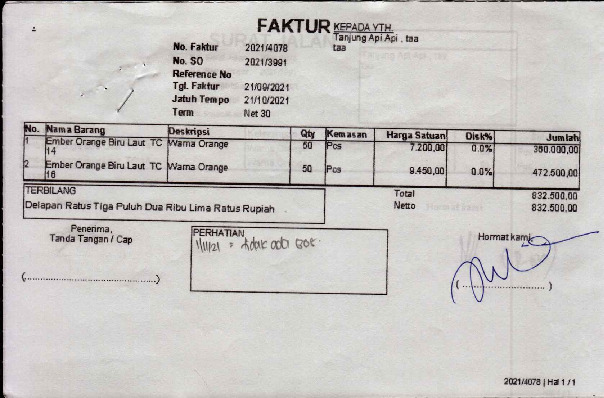 FAKTUR
KEPADA YTH.
Tanjung Api Api . taa
taa
No. Faktur 2021/4078
No. SO 2021/3991
Reference No
Tgl. Faktur 21/09/2021
Jatuh Tempo 21/10/2021
Term Net 30
No. Nama Barang Deskripsi Qty Kemasan Harga Satuan Disk% Jumlah
1 Ember Orange Biru Laut TC 14 Warna Orange 50 Pcs 7.200,00 0.0% 360.000,00
2 Ember Orange Biru Laut TC 16 Warna Orange 50 Pcs 9.450,00 0.0% 472.500,00
Total 832.500,00
Netto 832.500,00
TERBILANG
Delapan Ratus Tiga Puluh Dua Ribu Lima Ratus Rupiah
Penerima,
Tanda Tangan / Cap
(................................)
PERHATIAN
1/11/21 = tidak ada
Hormat kami,
(......................)
2021/4078 | Hal 1 / 1